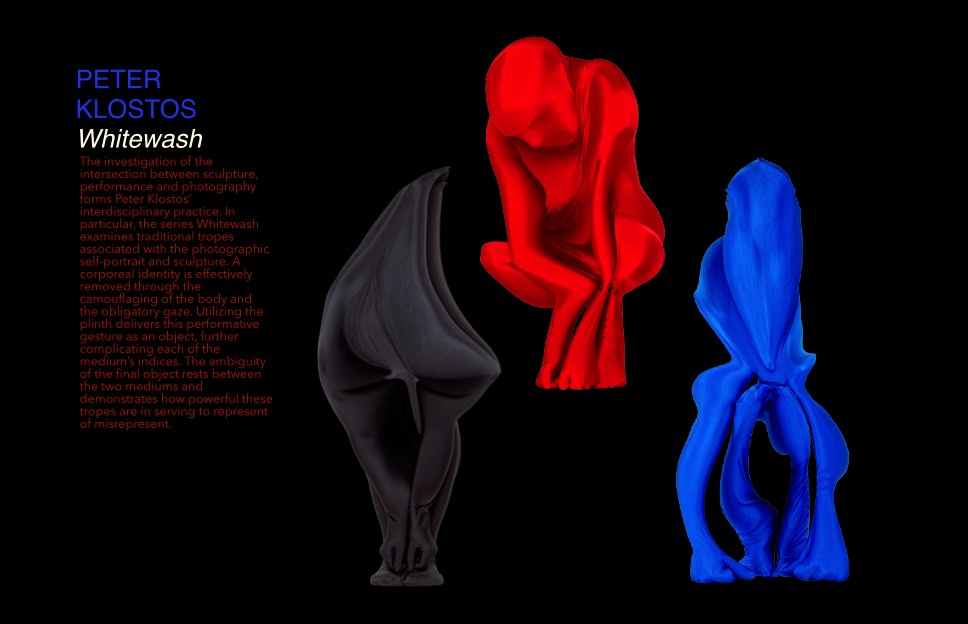 PETER
KLOSTOS
Whitewash
The investigation of the
intersection between sculpture,
performance and photography
forms Peter Klostos'
interdisciplinary practice. In
particular, the series Whitewash
examines traditional tropes
associated with the photographic
self-portrait and sculpture. A
corporeal identity is effectively
removed through the
camouflaging of the body and
the obligatory gaze. Utilizing the
plinth delivers this performative
gesture as an object, further
complicating each of the
medium's indices. The ambiguity
of the final object rests between
the two mediums and
demonstrates how powerful these
tropes are in serving to represent
of misrepresent.